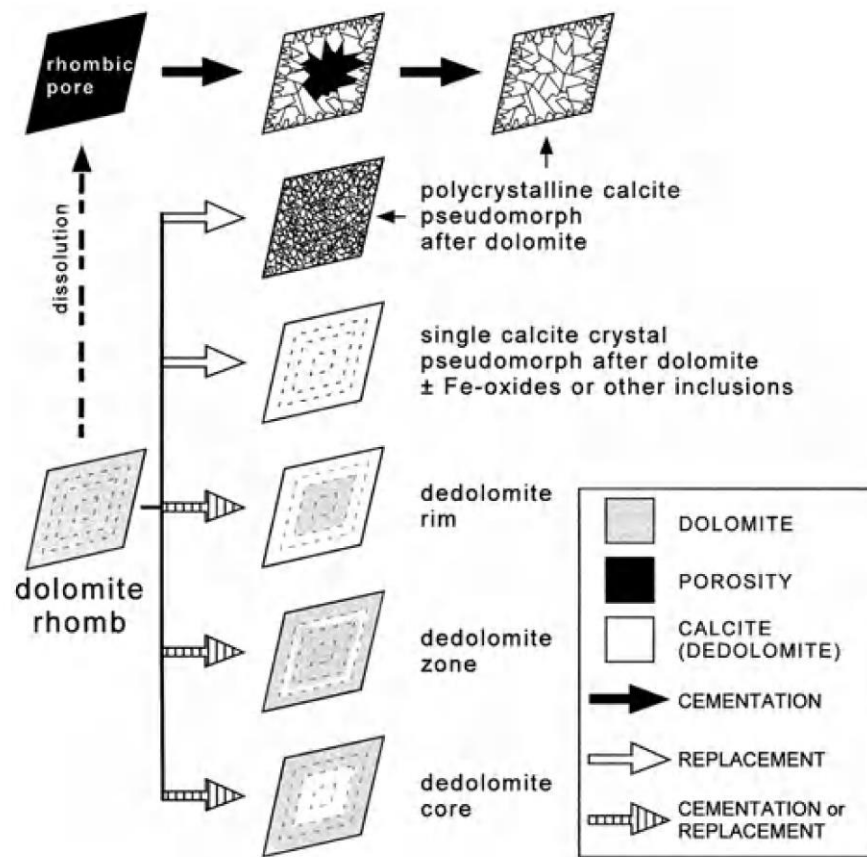 rhombic
pore
dissolution
polycrystalline calcite
pseudomorph
after dolomite
single calcite crystal
pseudomorph after dolomite
± Fe-oxides or other inclusions
dolomite
rhomb
dedolomite
rim
dedolomite
zone
dedolomite
core
DOLOMITE
POROSITY
CALCITE
(DEDOLOMITE)
CEMENTATION
REPLACEMENT
CEMENTATION or
REPLACEMENT